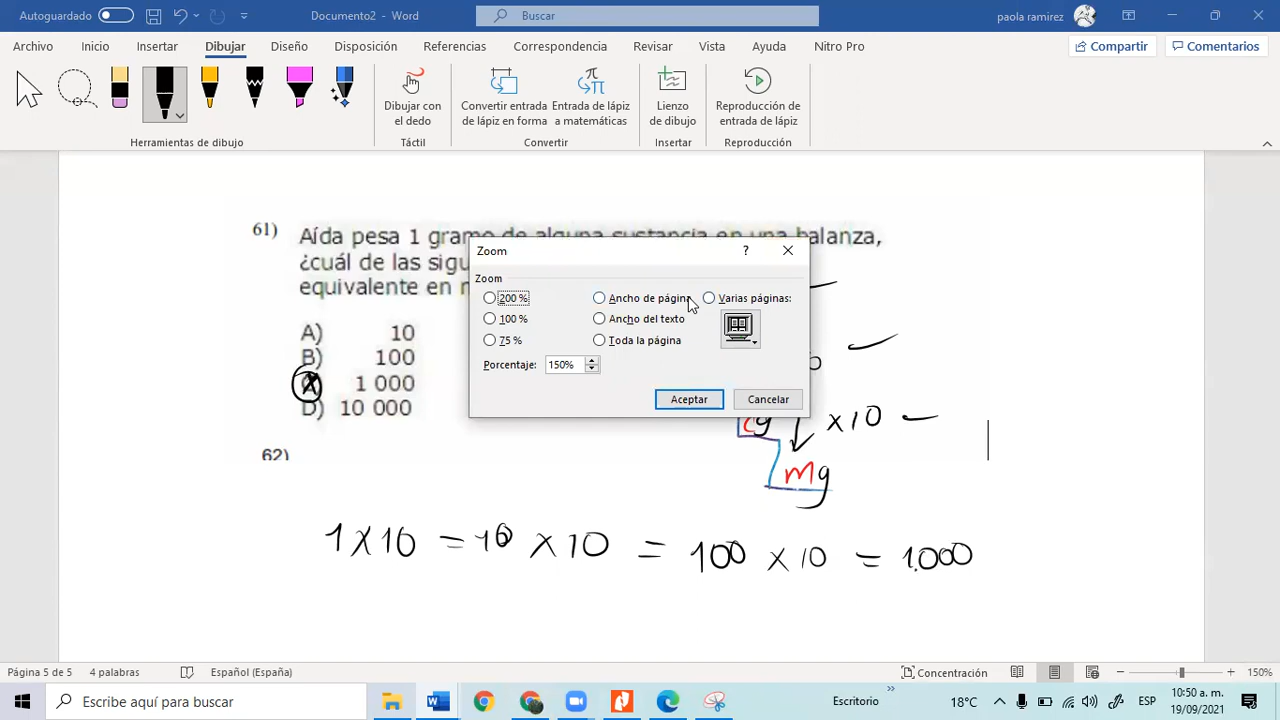 Autoguardado
Documento2 - Word
Buscar
paola ramirez
Archivo Inicio Insertar Dibujar Diseño Disposición Referencias Correspondencia Revisar Vista Ayuda Nitro Pro
Compartir Comentarios
Dibujar con
el dedo
Convertir entrada
de lápiz en forma
Entrada de lápiz
a matemáticas
Lienzo
de dibujo
Reproducción de
entrada de lápiz
Herramientas de dibujo Táctil Convertir Insertar Reproducción
61) Aída pesa 1 gramo de alguna sustancia en una balanza,
¿cuál de las sigu
equivalente en
A) 10
B) 100
1 000
D) 10 000
62)
Zoom
Zoom
200 %
100 %
75 %
Ancho de página
Ancho del texto
Toda la página
Varias páginas:
Porcentaje: 150%
Aceptar Cancelar
cg x10
mg
1x10 = 10 x 10 = 100 x 10 = 1.000
Página 5 de 5 4 palabras Español (España) Concentración 150%
Escribe aquí para buscar
Escritorio
18°C
ESP
10:50 a. m.
19/09/2021